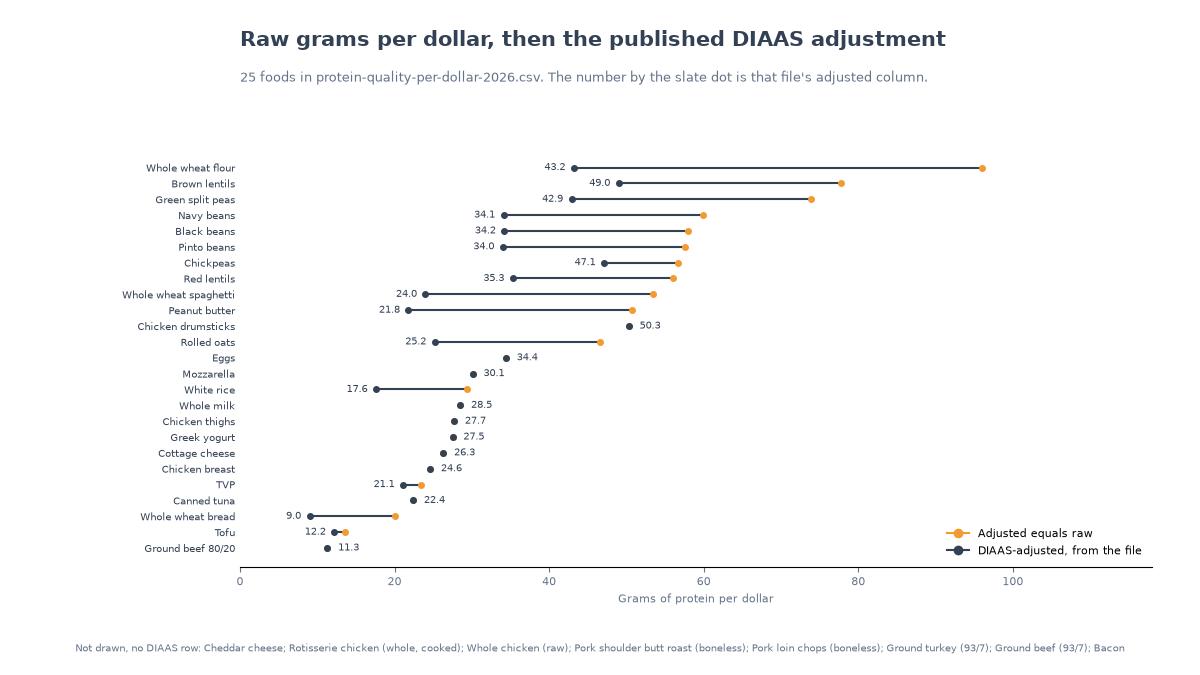 Raw grams per dollar, then the published DIAAS adjustment
25 foods in protein-quality-per-dollar-2026.csv. The number by the slate dot is that file's adjusted column.
Whole wheat flour 43.2
Brown lentils 49.0
Green split peas 42.9
Navy beans 34.1
Black beans 34.2
Pinto beans 34.0
Chickpeas 47.1
Red lentils 35.3
Whole wheat spaghetti 24.0
Peanut butter 21.8
Chicken drumsticks 50.3
Rolled oats 25.2
Eggs 34.4
Mozzarella 30.1
White rice 17.6
Whole milk 28.5
Chicken thighs 27.7
Greek yogurt 27.5
Cottage cheese 26.3
Chicken breast 24.6
TVP 21.1
Canned tuna 22.4
Whole wheat bread 9.0
Tofu 12.2
Ground beef 80/20 11.3
Adjusted equals raw
DIAAS-adjusted, from the file
0 20 40 60 80 100
Grams of protein per dollar
Not drawn, no DIAAS row: Cheddar cheese; Rotisserie chicken (whole, cooked); Whole chicken (raw); Pork shoulder butt roast (boneless); Pork loin chops (boneless); Ground turkey (93/7); Ground beef (93/7); Bacon